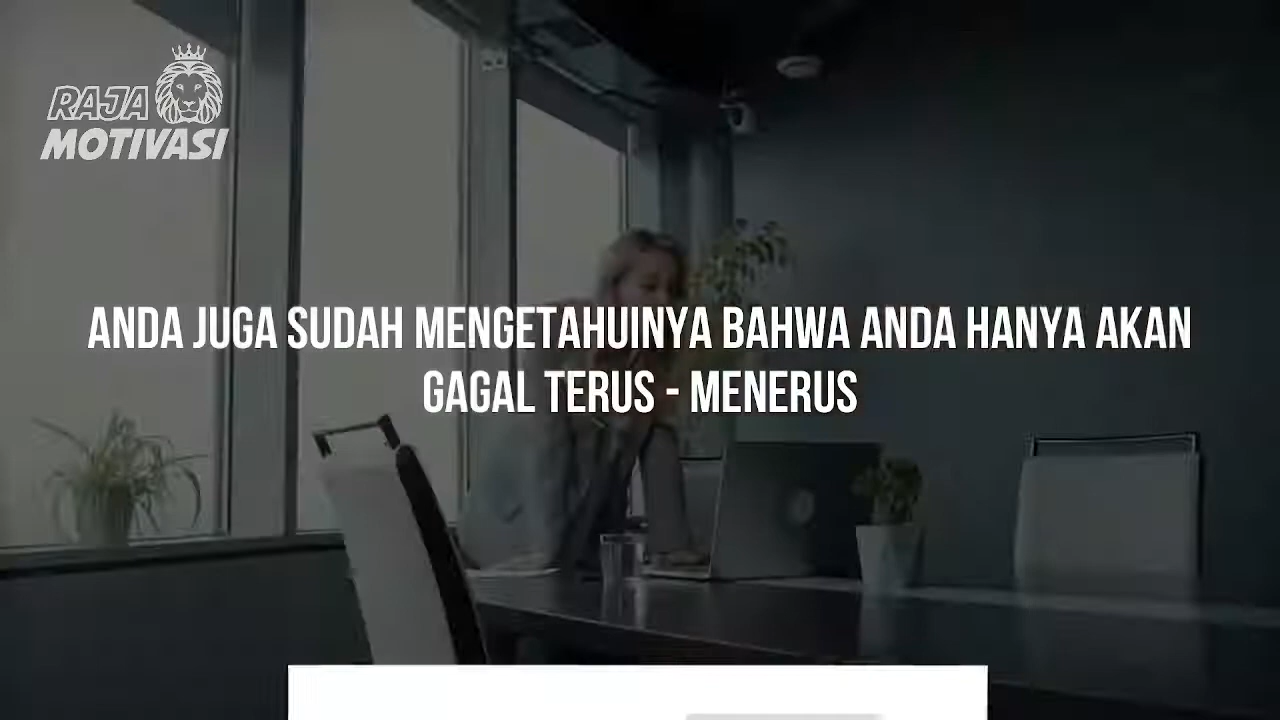 RAJA
MOTIVASI
ANDA JUGA SUDAH MENGETAHUINYA BAHWA ANDA HANYA AKAN
GAGAL TERUS - MENERUS